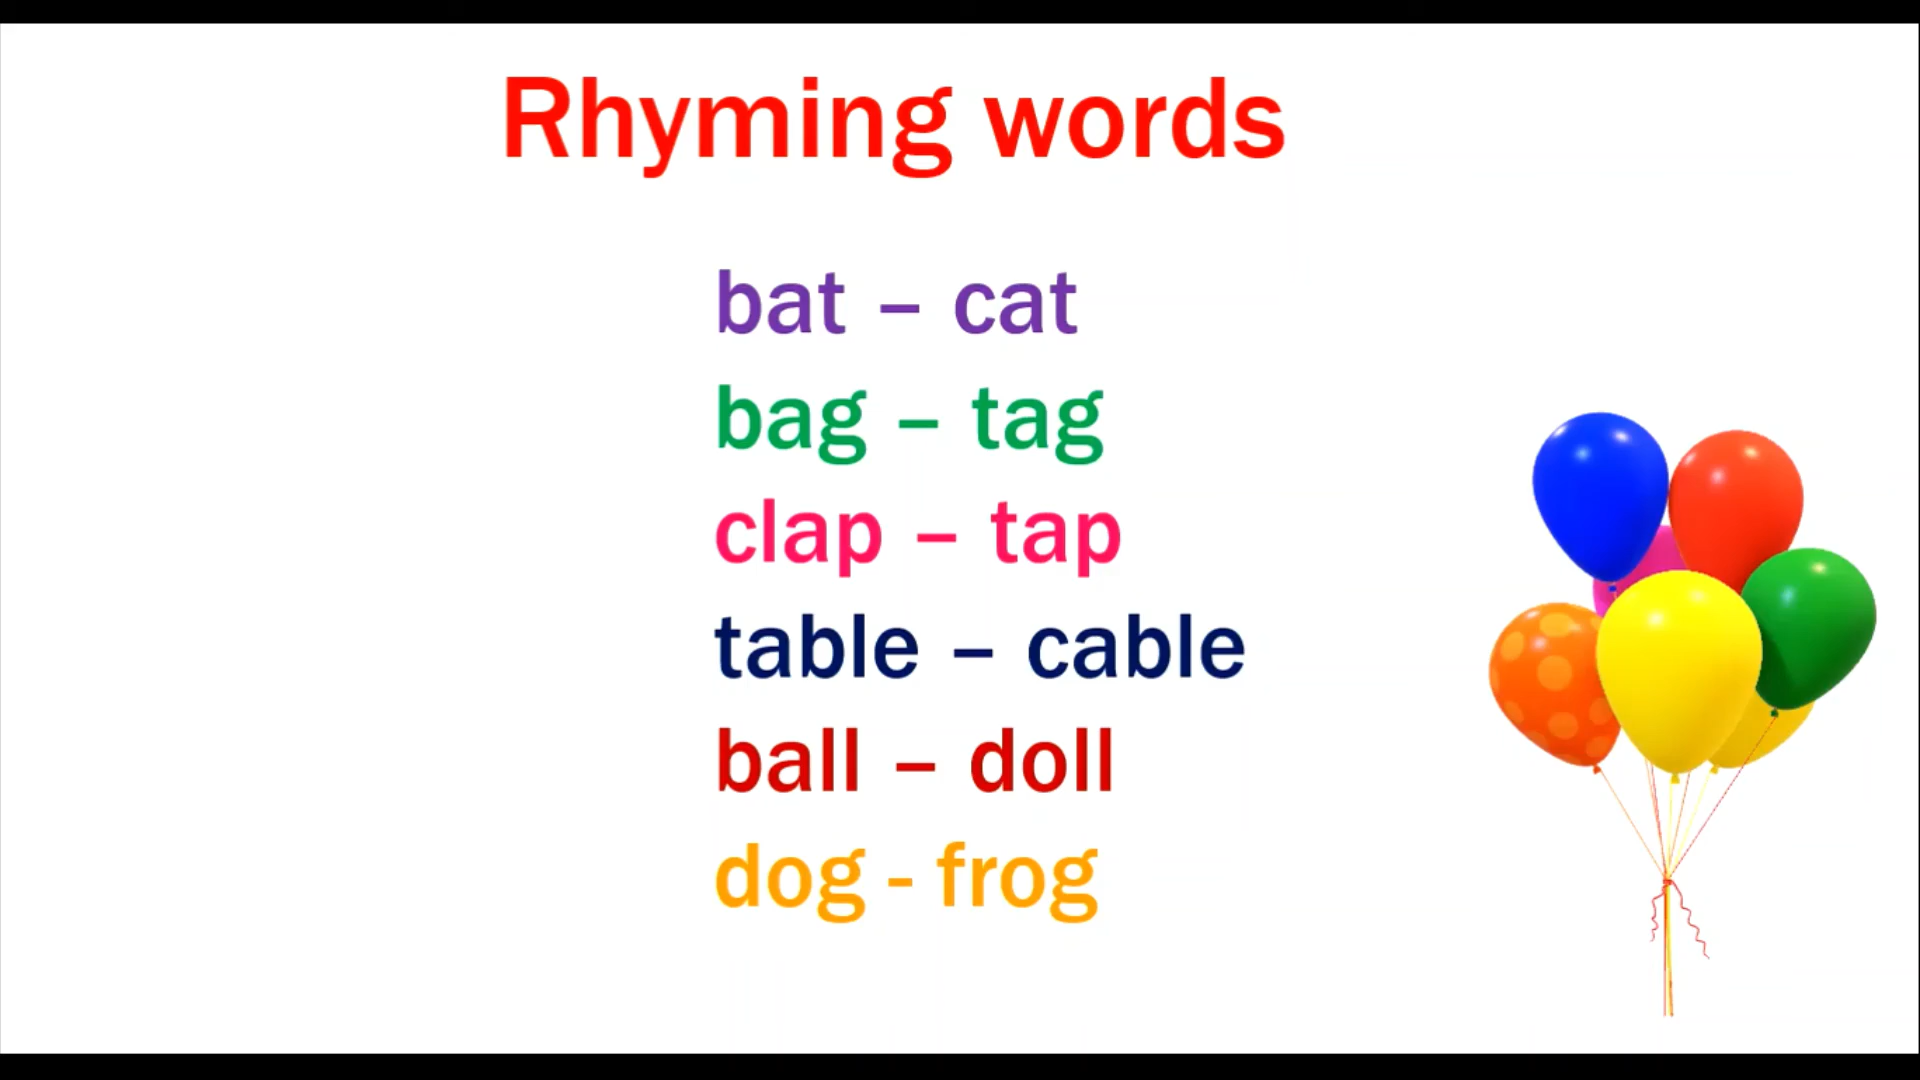 Rhyming words
bat – cat
bag – tag
clap – tap
table – cable
ball – doll
dog - frog